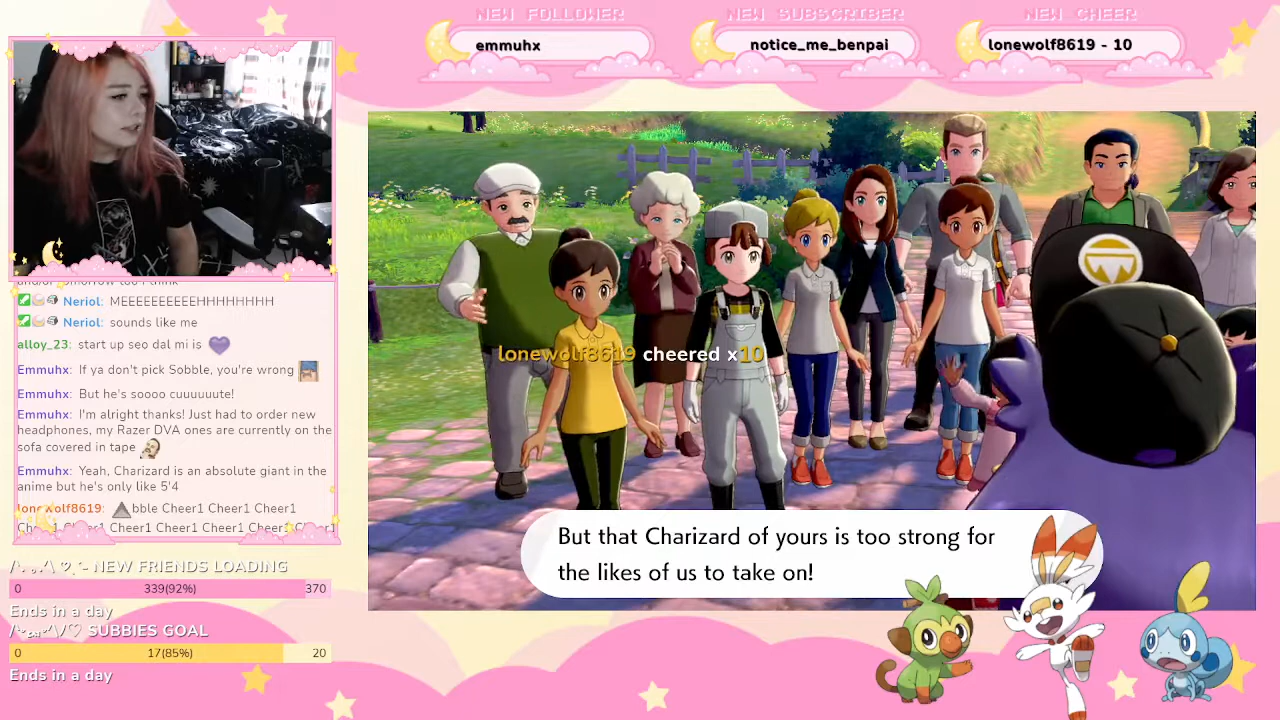 NEW FOLLOWER
emmuhx
NEW SUBSCRIBER
notice_me_benpai
NEW CHEER
lonewolf8619 - 10
Neriol: MEEEEEEEEEEHHHHHHHH
Neriol: sounds like me
alloy_23: start up seo dal mi is
Emmuhx: If ya don't pick Sobble, you're wrong
Emmuhx: But he's soooo cuuuuuute!
Emmuhx: I'm alright thanks! Just had to order new
headphones, my Razer DVA ones are currently on the
sofa covered in tape
Emmuhx: Yeah, Charizard is an absolute giant in the
anime but he's only like 5'4
lonewolf8619: bble Cheer1 Cheer1 Cheer1
Cheer1 Cheer1 Cheer1 Cheer1
NEW FRIENDS LOADING
0 339(92%) 370
Ends in a day
SUBBIES GOAL
0 17(85%) 20
Ends in a day
lonewolf8619 cheered x10
But that Charizard of yours is too strong for
the likes of us to take on!